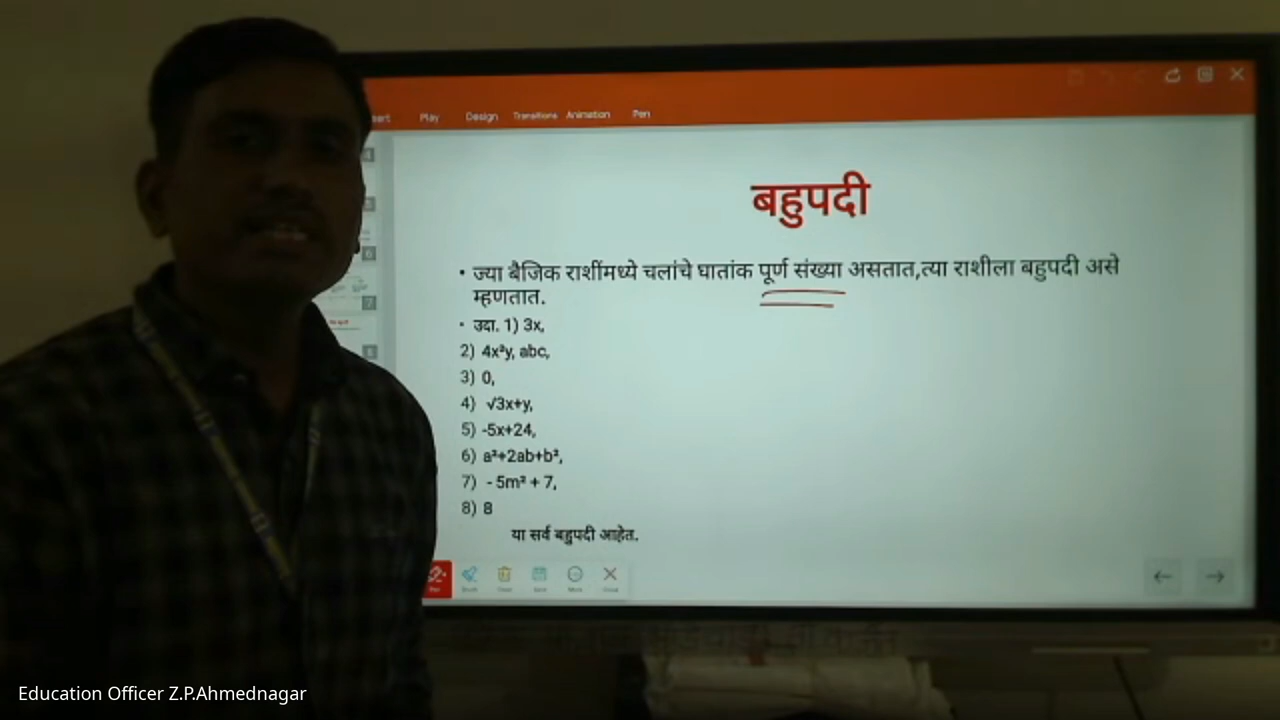 Play Design Transitions Animation Pen
बहुपदी
• ज्या बैजिक राशींमध्ये चलांचे घातांक पूर्ण संख्या असतात,त्या राशीला बहुपदी असे
म्हणतात.
• उदा. 1) 3x,
2) 4x²y, abc,
3) 0,
4) √3x+y,
5) -5x+24,
6) a²+2ab+b²,
7) - 5m² + 7,
8) 8
या सर्व बहुपदी आहेत.
Education Officer Z.P.Ahmednagar